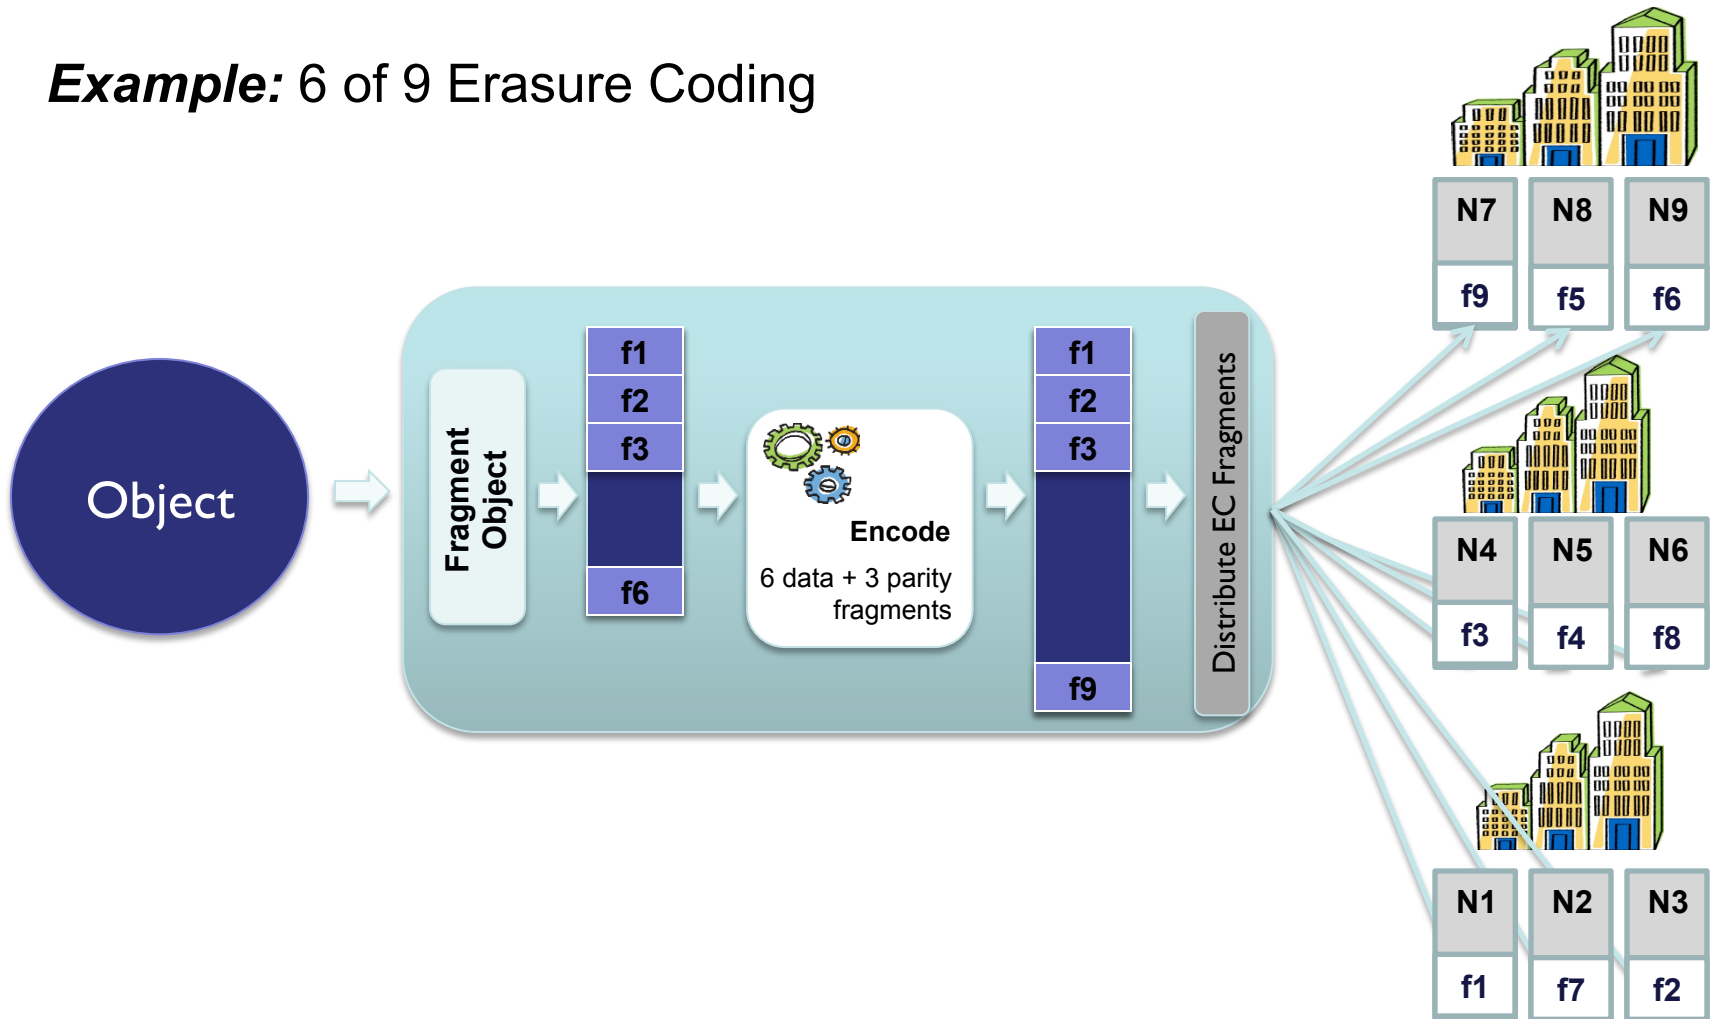 Example: 6 of 9 Erasure Coding
Object
Fragment
Object
f1
f2
f3
f6
Encode
6 data + 3 parity
fragments
f1
f2
f3
f9
Distribute EC Fragments
N7 N8 N9
f9 f5 f6
N4 N5 N6
f3 f4 f8
N1 N2 N3
f1 f7 f2